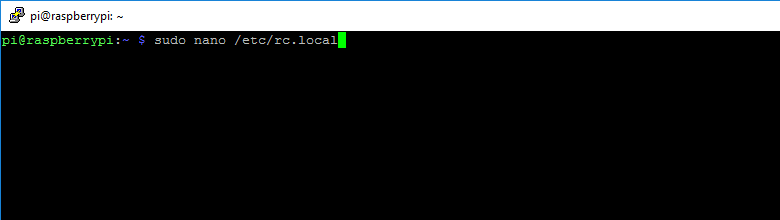 pi@raspberrypi: ~
pi@raspberrypi:~ $ sudo nano /etc/rc.local